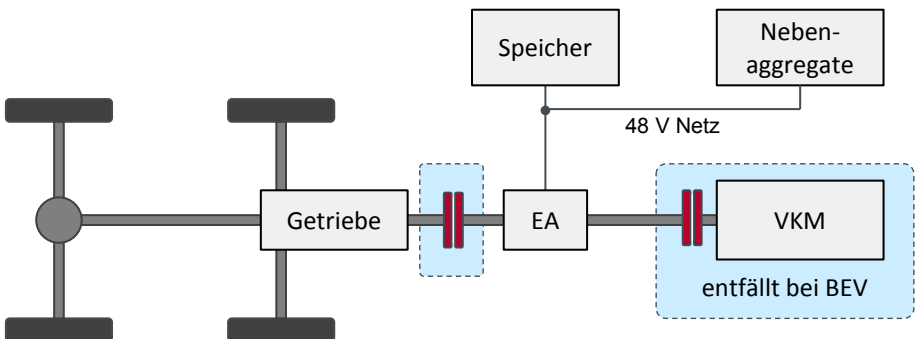 Speicher
Neben-
aggregate
48 V Netz
Getriebe
EA
VKM
entfällt bei BEV